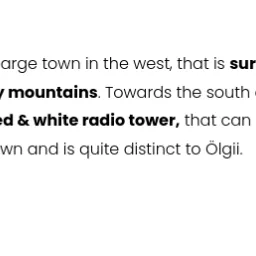 arge town in the west, that is sur
y mountains. Towards the south
ed & white radio tower, that can
wn and is quite distinct to Ölgii.